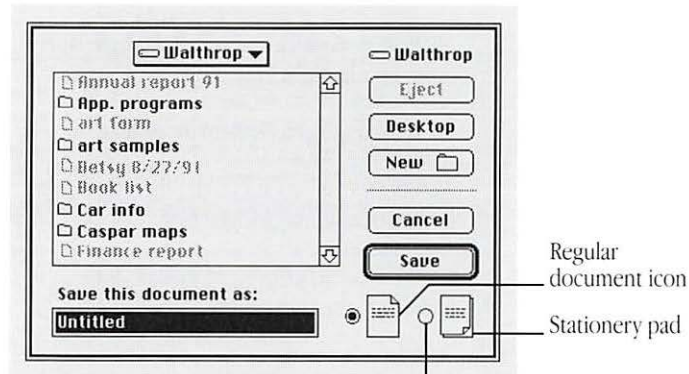 Walthrop
Walthrop
Annual report 91
App. programs
art form
art samples
Betsy 8/27/91
Book list
Car info
Caspar maps
Finance report
Eject
Desktop
New
Cancel
Save
Save this document as:
Untitled
Regular
document icon
Stationery pad